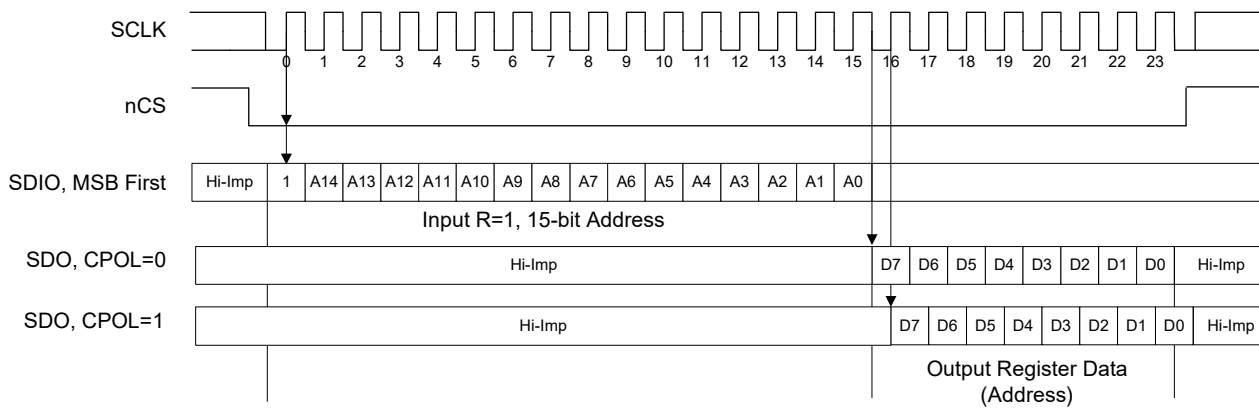 SCLK
0 1 2 3 4 5 6 7 8 9 10 11 12 13 14 15 16 17 18 19 20 21 22 23
nCS
SDIO, MSB First Hi-Imp 1 A14 A13 A12 A11 A10 A9 A8 A7 A6 A5 A4 A3 A2 A1 A0
Input R=1, 15-bit Address
SDO, CPOL=0 Hi-Imp D7 D6 D5 D4 D3 D2 D1 D0 Hi-Imp
SDO, CPOL=1 Hi-Imp D7 D6 D5 D4 D3 D2 D1 D0 Hi-Imp
Output Register Data
(Address)